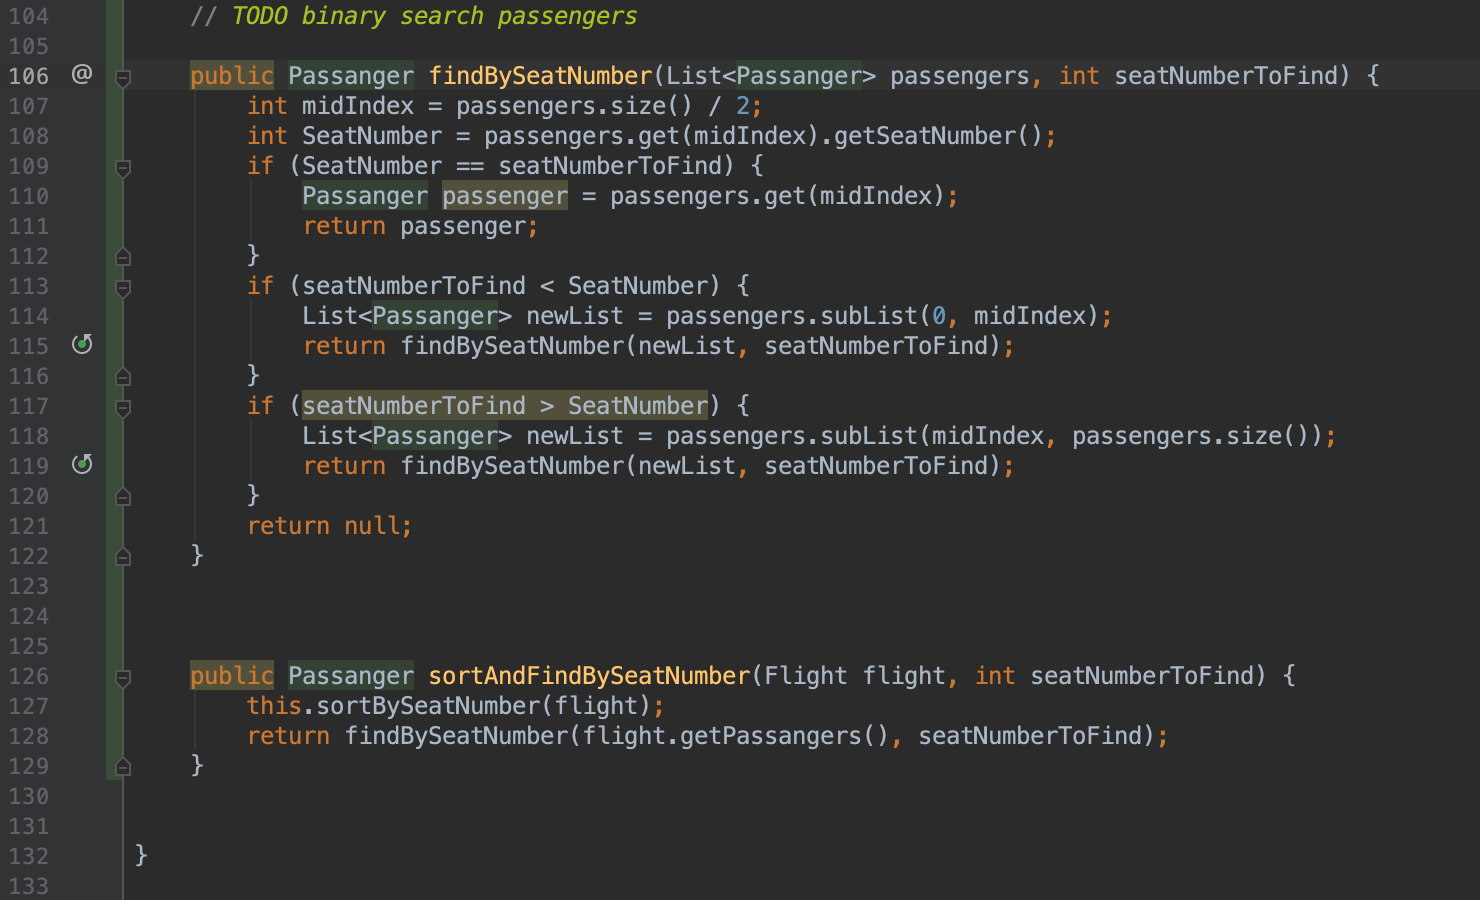 104 // TODO binary search passengers
105
106 @ public Passanger findBySeatNumber(List<Passanger> passengers, int seatNumberToFind) {
107 int midIndex = passengers.size() / 2;
108 int SeatNumber = passengers.get(midIndex).getSeatNumber();
109 if (SeatNumber == seatNumberToFind) {
110 Passanger passenger = passengers.get(midIndex);
111 return passenger;
112 }
113 if (seatNumberToFind < SeatNumber) {
114 List<Passanger> newList = passengers.subList(0, midIndex);
115 return findBySeatNumber(newList, seatNumberToFind);
116 }
117 if (seatNumberToFind > SeatNumber) {
118 List<Passanger> newList = passengers.subList(midIndex, passengers.size());
119 return findBySeatNumber(newList, seatNumberToFind);
120 }
121 return null;
122 }
123
124
125
126 public Passanger sortAndFindBySeatNumber(Flight flight, int seatNumberToFind) {
127 this.sortBySeatNumber(flight);
128 return findBySeatNumber(flight.getPassangers(), seatNumberToFind);
129 }
130
131
132 }
133